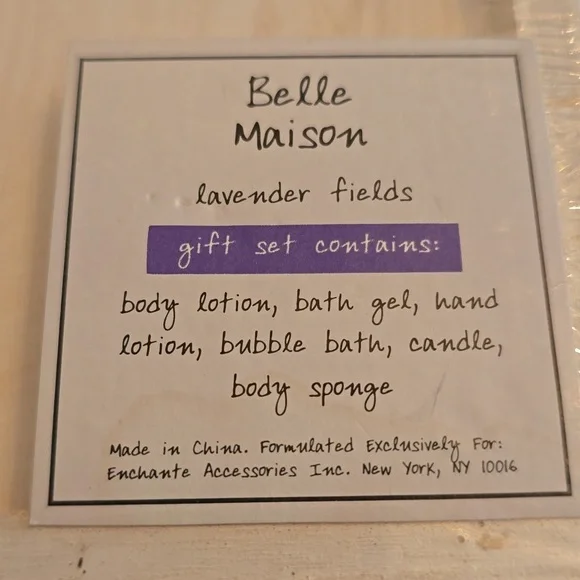 Belle
Maison
lavender fields
gift set contains:
body lotion, bath gel, hand
lotion, bubble bath, candle,
body sponge
Made in China. Formulated Exclusively For:
Enchante Accessories Inc. New York, NY 10016